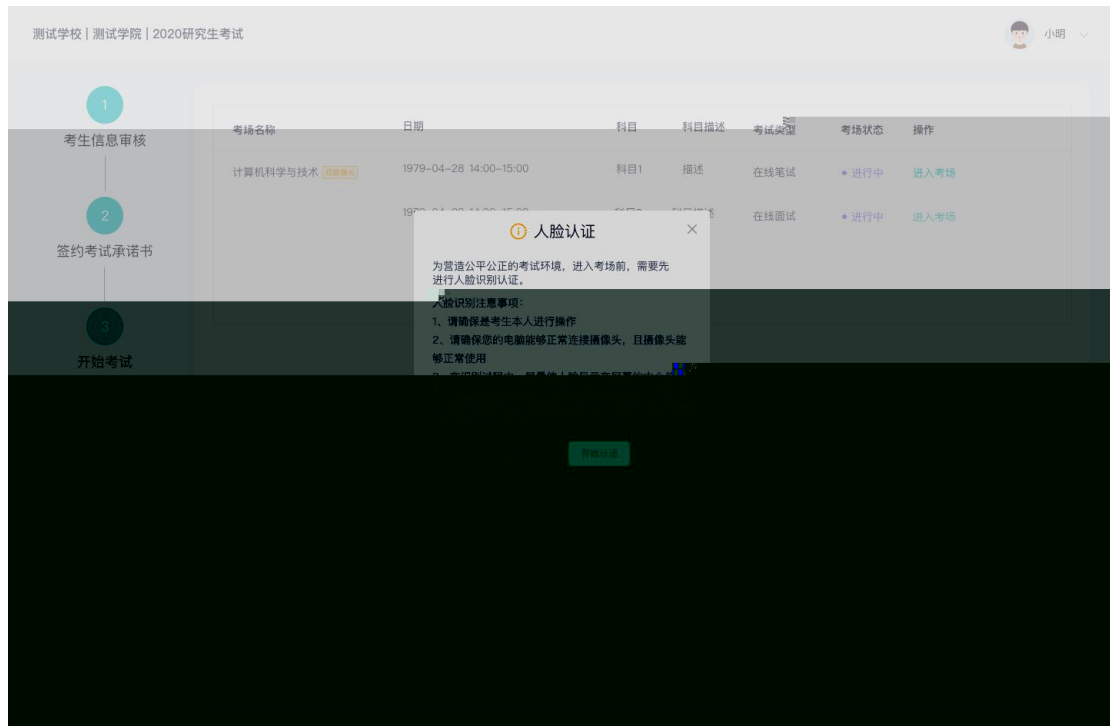 测试学校 | 测试学院 | 2020研究生考试
小明
1
考生信息审核
2
签约考试承诺书
3
开始考试
考场名称 日期 科目 科目描述 考试类型 考场状态 操作
计算机科学与技术 1979-04-28 14:00-15:00 科目1 描述 在线笔试 进行中 进入考场
在线面试 进行中 进入考场
人脸认证
为营造公平公正的考试环境，进入考场前，需要先
进行人脸识别认证。
人脸识别注意事项：
1、请确保是考生本人进行操作
2、请确保您的电脑能够正常连接摄像头，且摄像头能
够正常使用